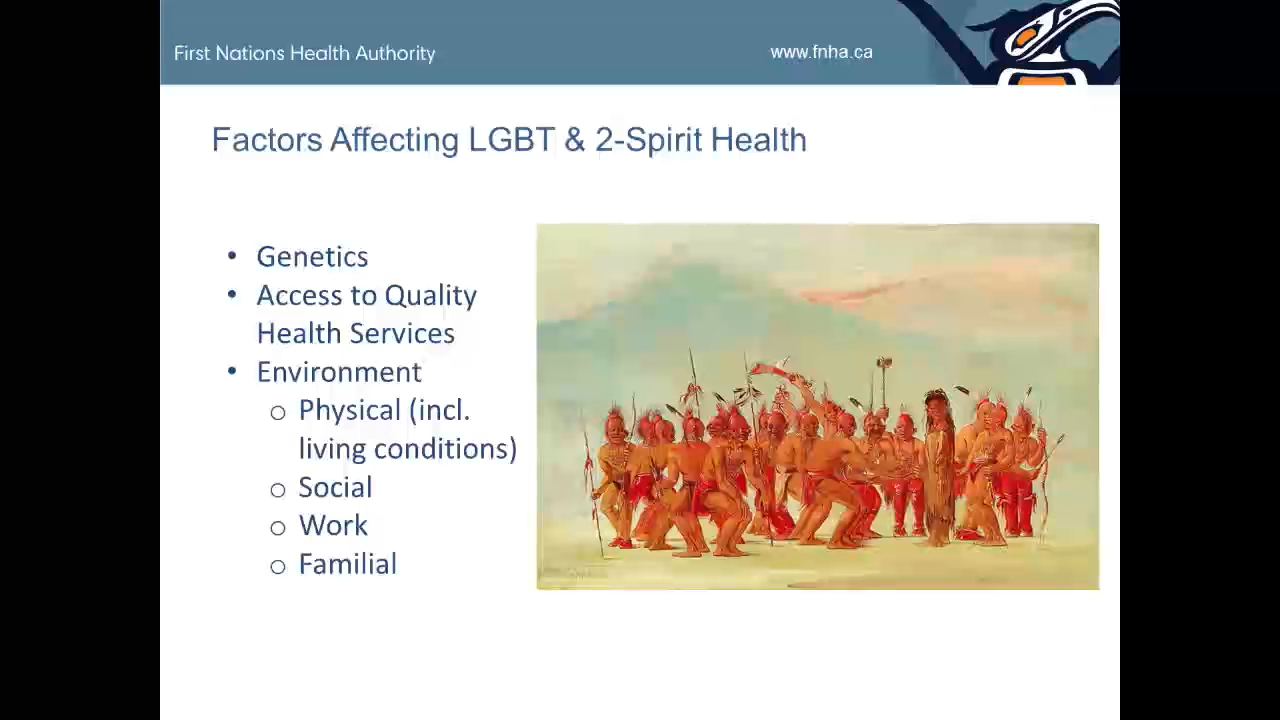 First Nations Health Authority
www.fnha.ca
Factors Affecting LGBT & 2-Spirit Health
• Genetics
• Access to Quality
Health Services
• Environment
o Physical (incl.
living conditions)
o Social
o Work
o Familial